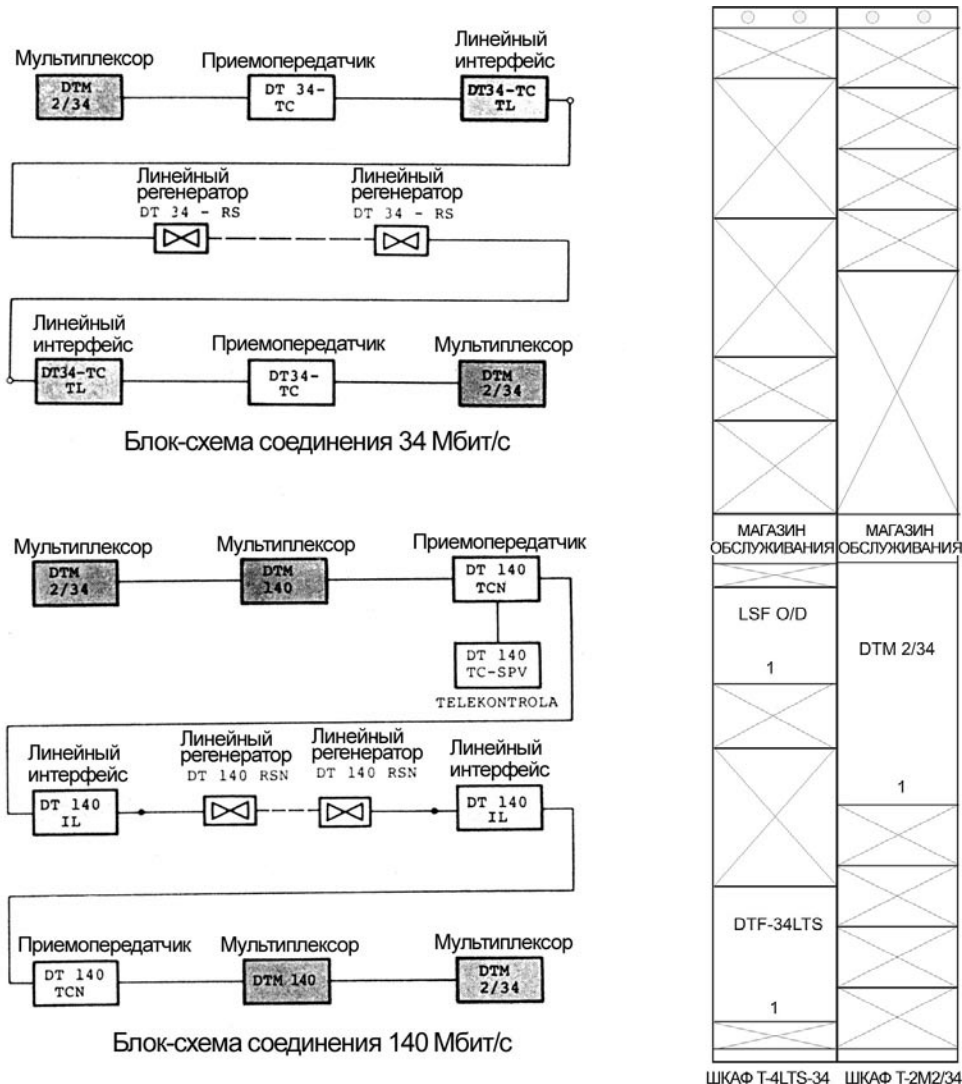 Мультиплексор
Приемопередатчик
Линейный
интерфейс
DTM
2/34
DT 34-
TC
DT34-TC
TL
Линейный
регенератор
DT 34 - RS
Линейный
регенератор
DT 34 - RS
Линейный
интерфейс
Приемопередатчик
Мультиплексор
DT34-TC
TL
DT34-
TC
DTM
2/34
Блок-схема соединения 34 Мбит/с
Мультиплексор
Мультиплексор
Приемопередатчик
DTM
2/34
DTM
140
DT 140
TCN
DT 140
TC-SPV
TELEKONTROLA
Линейный
интерфейс
Линейный
регенератор
DT 140 RSN
Линейный
регенератор
DT 140 RSN
Линейный
интерфейс
DT 140
IL
DT 140
IL
Приемопередатчик
Мультиплексор
Мультиплексор
DT 140
TCN
DTM 140
DTM
2/34
Блок-схема соединения 140 Мбит/с
МАГАЗИН
ОБСЛУЖИВАНИЯ
МАГАЗИН
ОБСЛУЖИВАНИЯ
LSF O/D
1
DTM 2/34
1
DTF-34LTS
1
ШКАФ T-4LTS-34
ШКАФ T-2M2/34